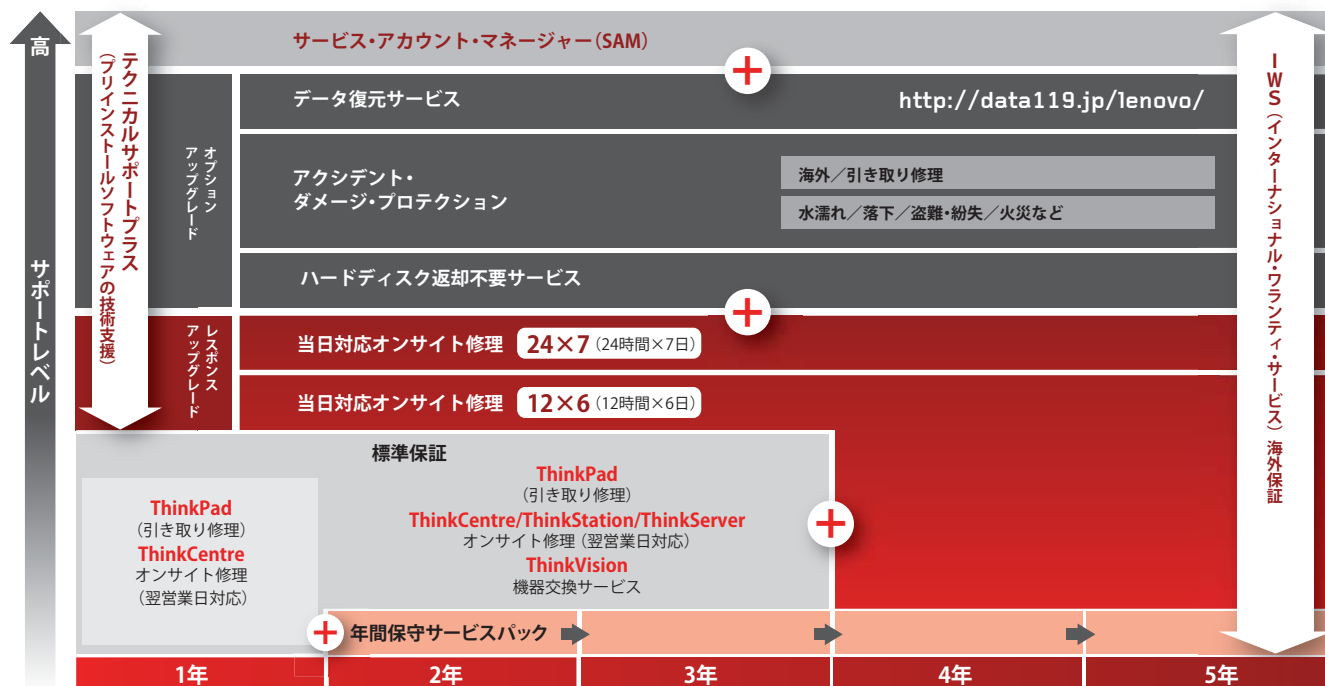 高
サポートレベル
テクニカルサポートプラス
（プリインストールソフトウェアの技術支援）
サービス・アカウント・マネージャー（SAM）
+
オプション
アップグレード
データ復元サービス
http://data119.jp/lenovo/
アクシデント・
ダメージ・プロテクション
海外／引き取り修理
水濡れ／落下／盗難・紛失／火災など
ハードディスク返却不要サービス
+
レスポンス
アップグレード
当日対応オンサイト修理 24×7（24時間×7日）
当日対応オンサイト修理 12×6（12時間×6日）
標準保証
ThinkPad
（引き取り修理）
ThinkCentre
オンサイト修理
（翌営業日対応）
ThinkPad
（引き取り修理）
ThinkCentre/ThinkStation/ThinkServer
オンサイト修理（翌営業日対応）
ThinkVision
機器交換サービス
+
+
年間保守サービスパック
1年
2年
3年
4年
5年
IWS（インターナショナル・ワランティ・サービス）海外保証